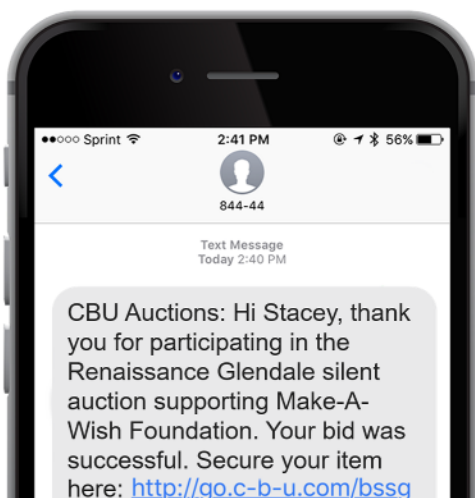 Sprint 2:41 PM 56%
844-44
Text Message
Today 2:40 PM
CBU Auctions: Hi Stacey, thank
you for participating in the
Renaissance Glendale silent
auction supporting Make-A-
Wish Foundation. Your bid was
successful. Secure your item
here: http://go.c-b-u.com/bssg